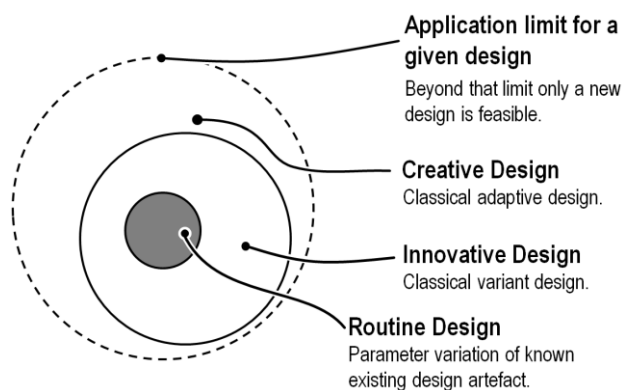 Application limit for a
given design
Beyond that limit only a new
design is feasible.
Creative Design
Classical adaptive design.
Innovative Design
Classical variant design.
Routine Design
Parameter variation of known
existing design artefact.